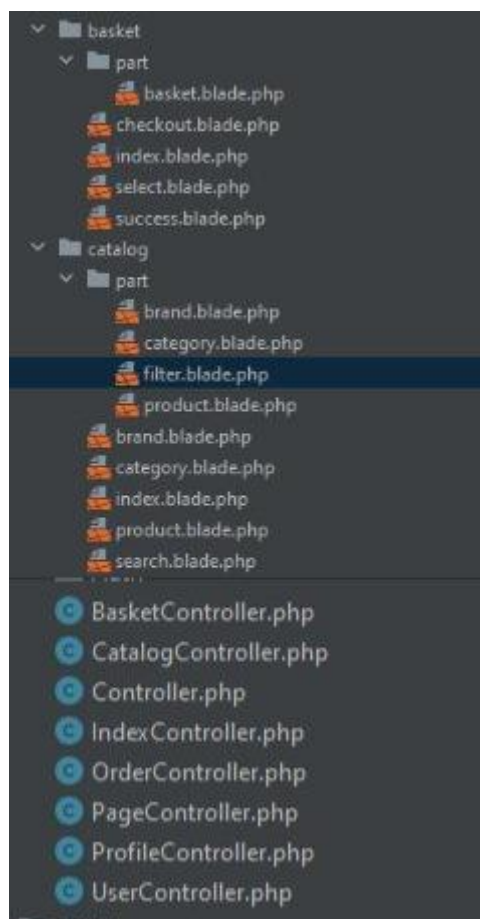 basket
part
basket.blade.php
checkout.blade.php
index.blade.php
select.blade.php
success.blade.php
catalog
part
brand.blade.php
category.blade.php
filter.blade.php
product.blade.php
brand.blade.php
category.blade.php
index.blade.php
product.blade.php
search.blade.php
BasketController.php
CatalogController.php
Controller.php
IndexController.php
OrderController.php
PageController.php
ProfileController.php
UserController.php